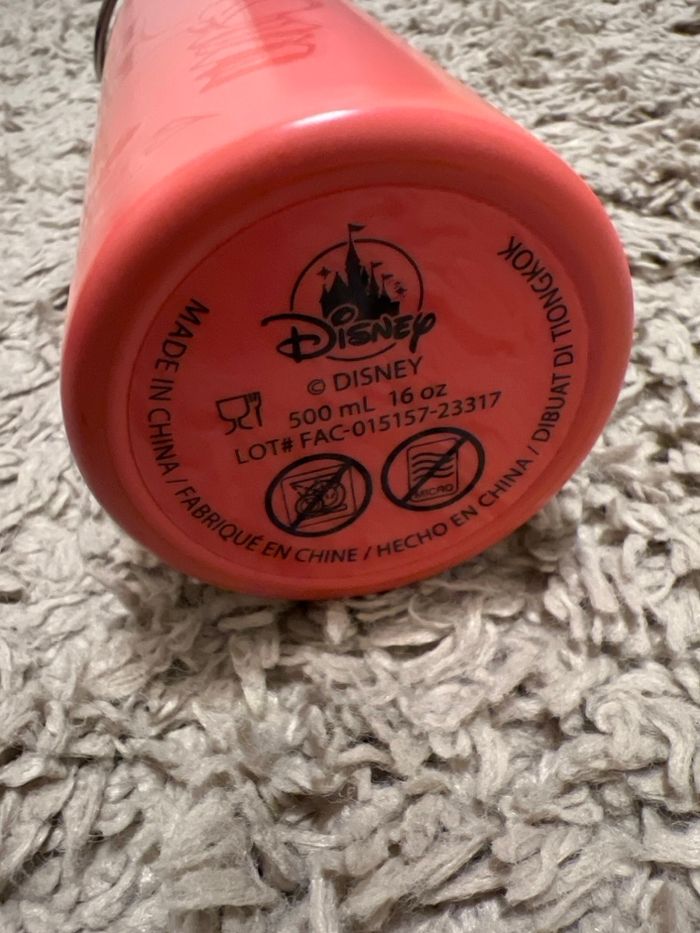 Disney
© DISNEY
500 mL 16 oz
LOT# FAC-015157-23317
MICRO
MADE IN CHINA / FABRIQUÉ EN CHINE / HECHO EN CHINA / DIBUAT DI TIONGKOK